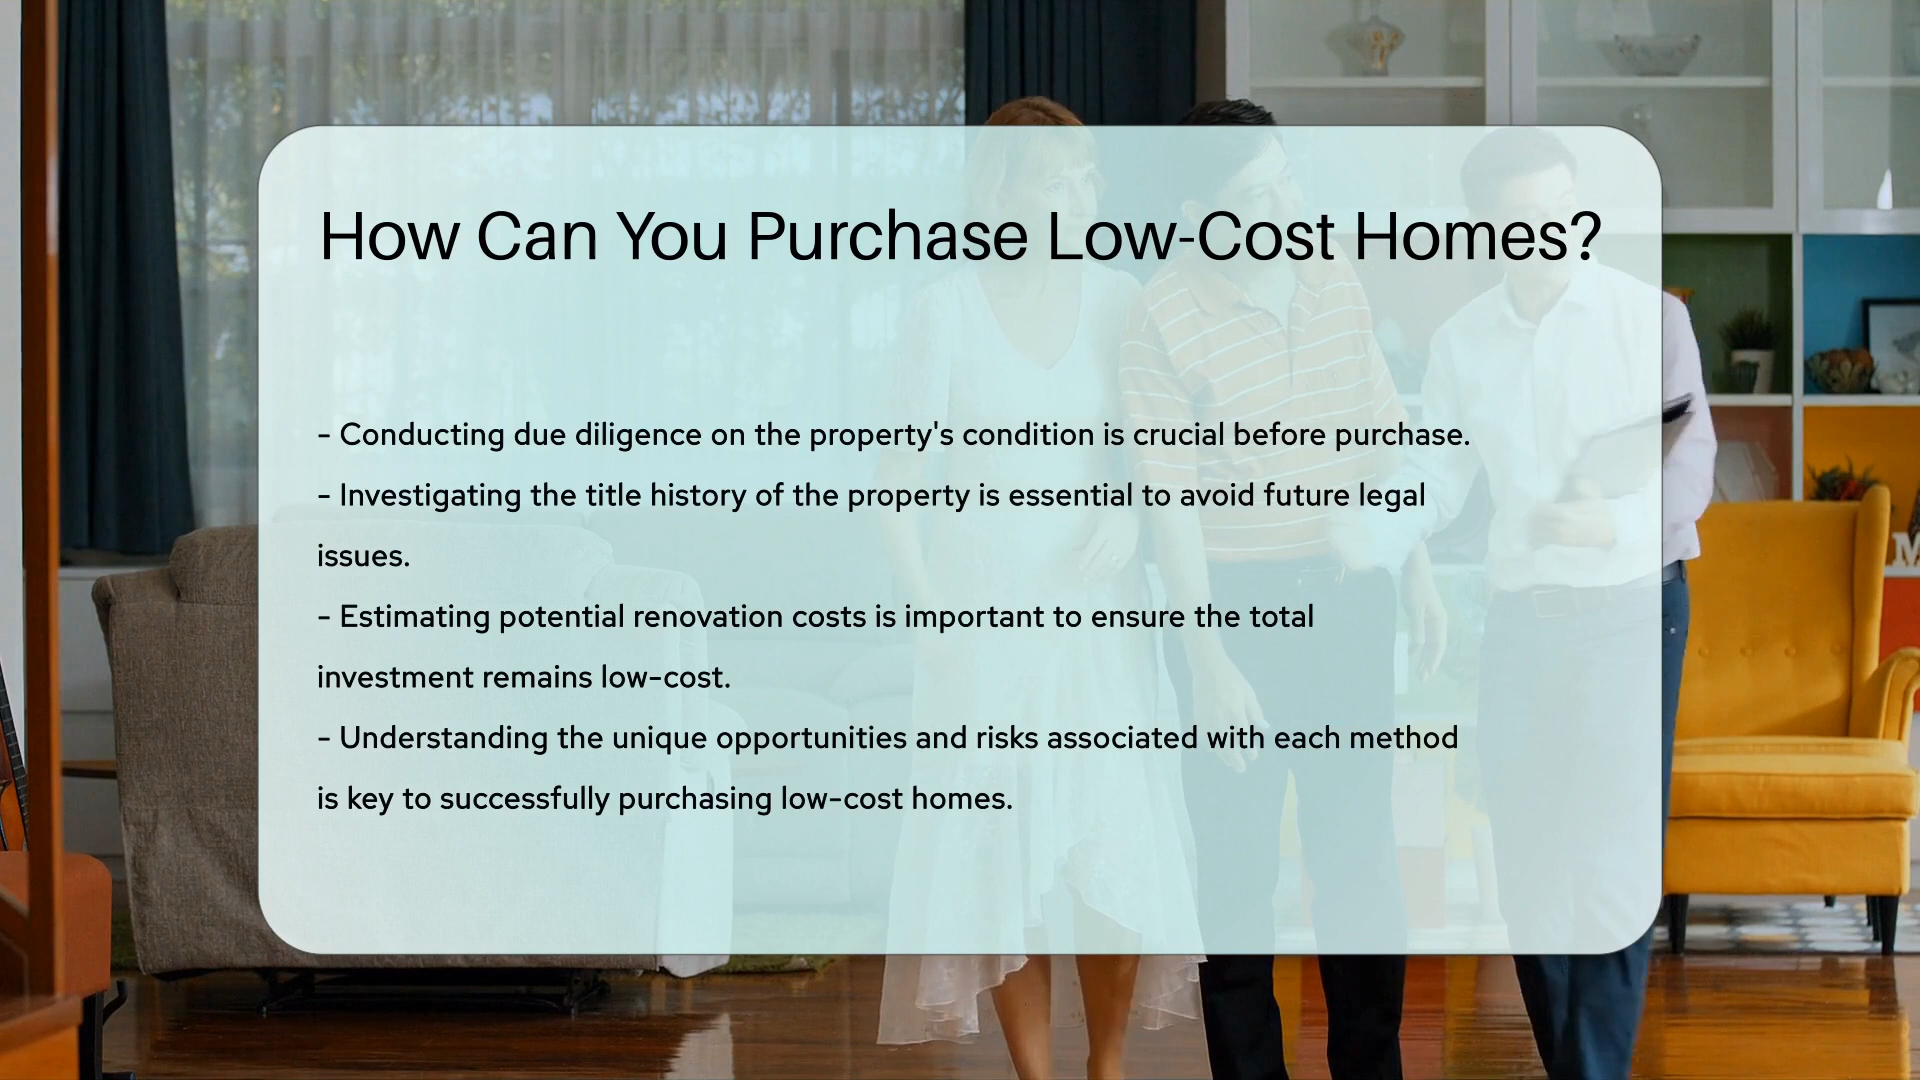 How Can You Purchase Low-Cost Homes?
- Conducting due diligence on the property's condition is crucial before purchase.
- Investigating the title history of the property is essential to avoid future legal
issues.
- Estimating potential renovation costs is important to ensure the total
investment remains low-cost.
- Understanding the unique opportunities and risks associated with each method
is key to successfully purchasing low-cost homes.
M